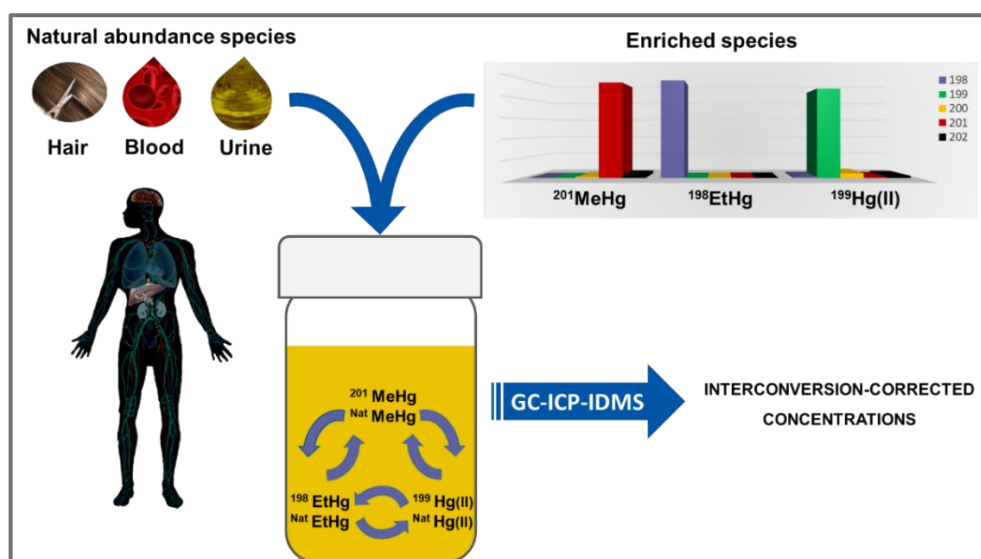 Natural abundance species
Hair
Blood
Urine
Enriched species
198
199
200
201
202
²⁰¹MeHg
¹⁹⁸EtHg
¹⁹⁹Hg(II)
²⁰¹ MeHg
ᴺᵃᵗ MeHg
¹⁹⁸ EtHg
ᴺᵃᵗ EtHg
¹⁹⁹ Hg(II)
ᴺᵃᵗ Hg(II)
GC-ICP-IDMS
INTERCONVERSION-CORRECTED
CONCENTRATIONS